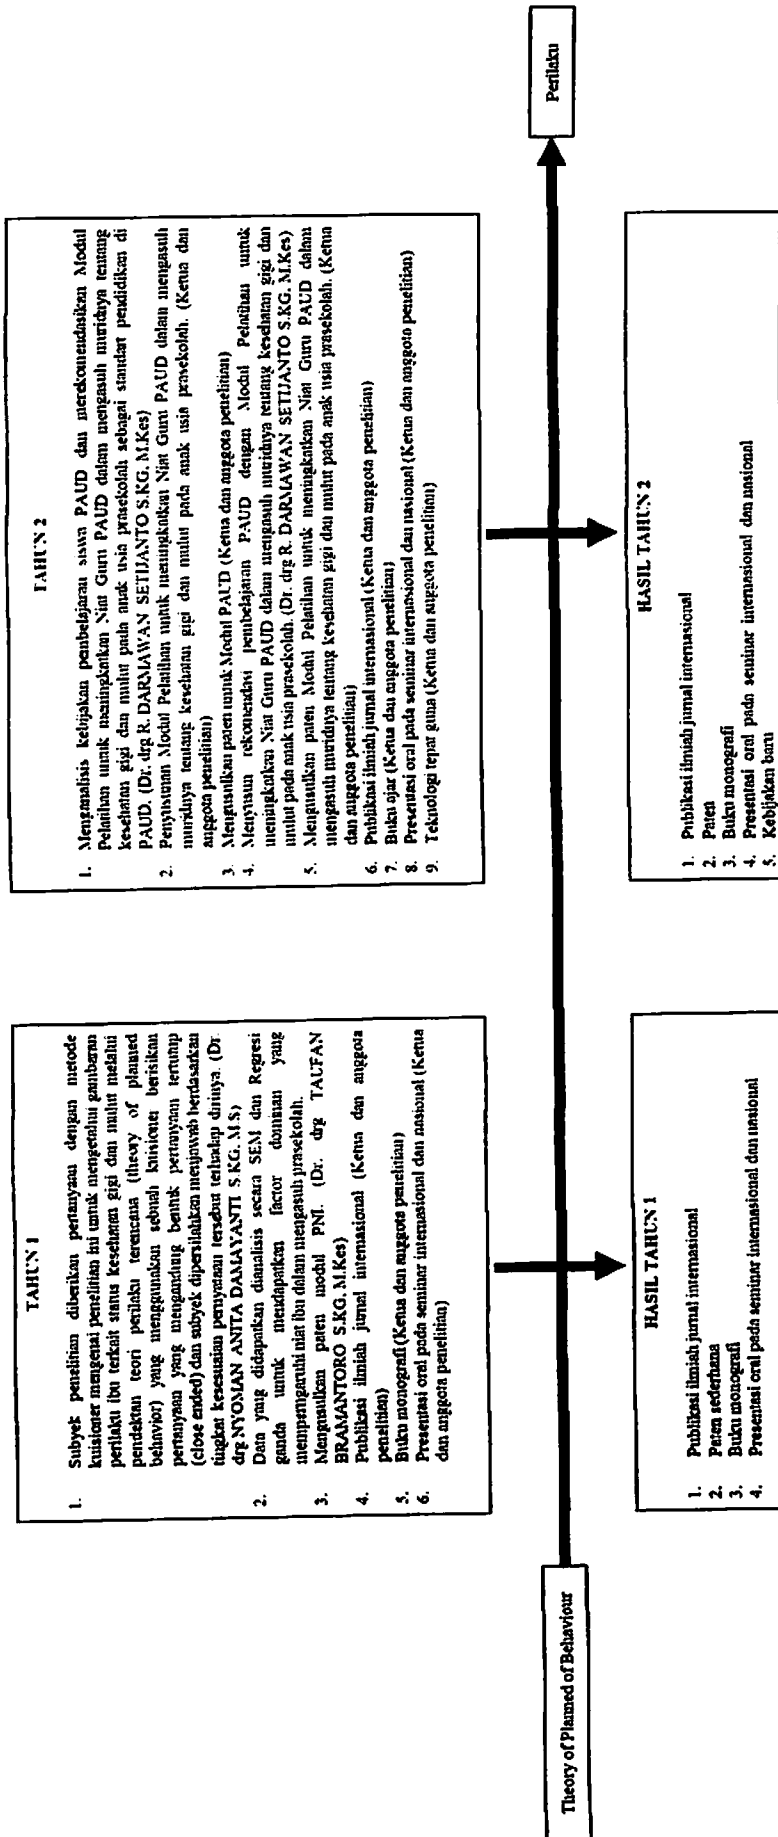 TAHUN 1
1. Subyek penelitian diberikan pertanyaan dengan metode
kuisioner mengenai penelitian ini untuk mengetahui gambaran
perilaku ibu terkait status kesehatan gigi dan mulut melalui
pendektan teori perilaku terencana (theory of planned
behavior) yang menggunakan sebuah kuisioner berisikan
pertanyaan yang mengandung bentuk pertanyaan tertutup
(close ended) dan subyek dipersilahkan menjawab berdasarkan
tingkat kesesuaian pernyataan tersebut terhadap dirinya. (Dr.
drg NYOMAN ANITA DAMAYANTI S.KG. M.S)
2. Data yang didapatkan dianalisis secara SEM dan Regresi
ganda untuk mendapatkan factor dominan yang
mempengaruhi niat ibu dalam mengasuh prasekolah.
3. Mengusulkan paten modul PNI. (Dr. drg TAUFAN
BRAMANTORO S.KG. M.Kes)
4. Publikasi ilmiah jurnal internasional (Ketua dan anggota
penelitian)
5. Buku monografi (Ketua dan anggota penelitian)
6. Presentasi oral pada seminar internasional dan nasional (Ketua
dan anggota penelitian)
TAHUN 2
1. Menganalisis kebijakan pembelajaran siswa PAUD dan merekomendasikan Modul
Pelatihan untuk meningkatkan Niat Guru PAUD dalam mengasuh muridnya tentang
kesehatan gigi dan mulut pada anak usia prasekolah sebagai standart pendidikan di
PAUD. (Dr. drg R. DARMAWAN SETIJANTO S.KG. M.Kes)
2. Penyusunan Modul Pelatihan untuk meningkatkan Niat Guru PAUD dalam mengasuh
muridnya tentang kesehatan gigi dan mulut pada anak usia prasekolah. (Ketua dan
anggota penelitian)
3. Mengusulkan paten untuk Modul PAUD (Ketua dan anggota penelitian)
4. Menyusun rekomendasi pembelajaran PAUD dengan Modul Pelatihan untuk
meningkatkan Niat Guru PAUD dalam mengasuh muridnya tentang kesehatan gigi dan
mulut pada anak usia prasekolah. (Dr. drg R. DARMAWAN SETIJANTO S.KG. M.Kes)
5. Mengusulkan paten Modul Pelatihan untuk meningkatkan Niat Guru PAUD dalam
mengasuh muridnya tentang kesehatan gigi dan mulut pada anak usia prasekolah. (Ketua
dan anggota penelitian)
6. Publikasi ilmiah jurnal internasional (Ketua dan anggota penelitian)
7. Buku ajar (Ketua dan anggota penelitian)
8. Presentasi oral pada seminar internasional dan nasional (Ketua dan anggota penelitian)
9. Teknologi tepat guna (Ketua dan anggota penelitian)
Theory of Planned of Behaviour
Perilaku
HASIL TAHUN 1
1. Publikasi ilmiah jurnal internasional
2. Paten sederhana
3. Buku monografi
4. Presentasi oral pada seminar internasional dan nasional
HASIL TAHUN 2
1. Publikasi ilmiah jurnal internasional
2. Paten
3. Buku monografi
4. Presentasi oral pada seminar internasional dan nasional
5. Kebijakan baru